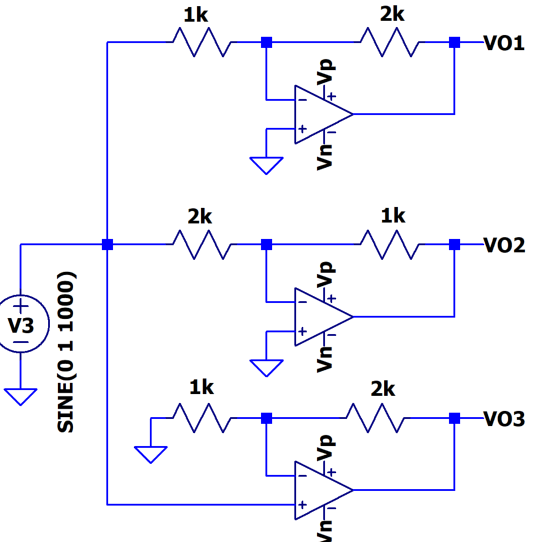 1k
2k
VO1
Vp
-
+
+
-
Vn
2k
1k
VO2
Vp
-
+
+
-
Vn
+
V3
-
SINE(0 1 1000)
1k
2k
VO3
Vp
-
+
+
-
Vn